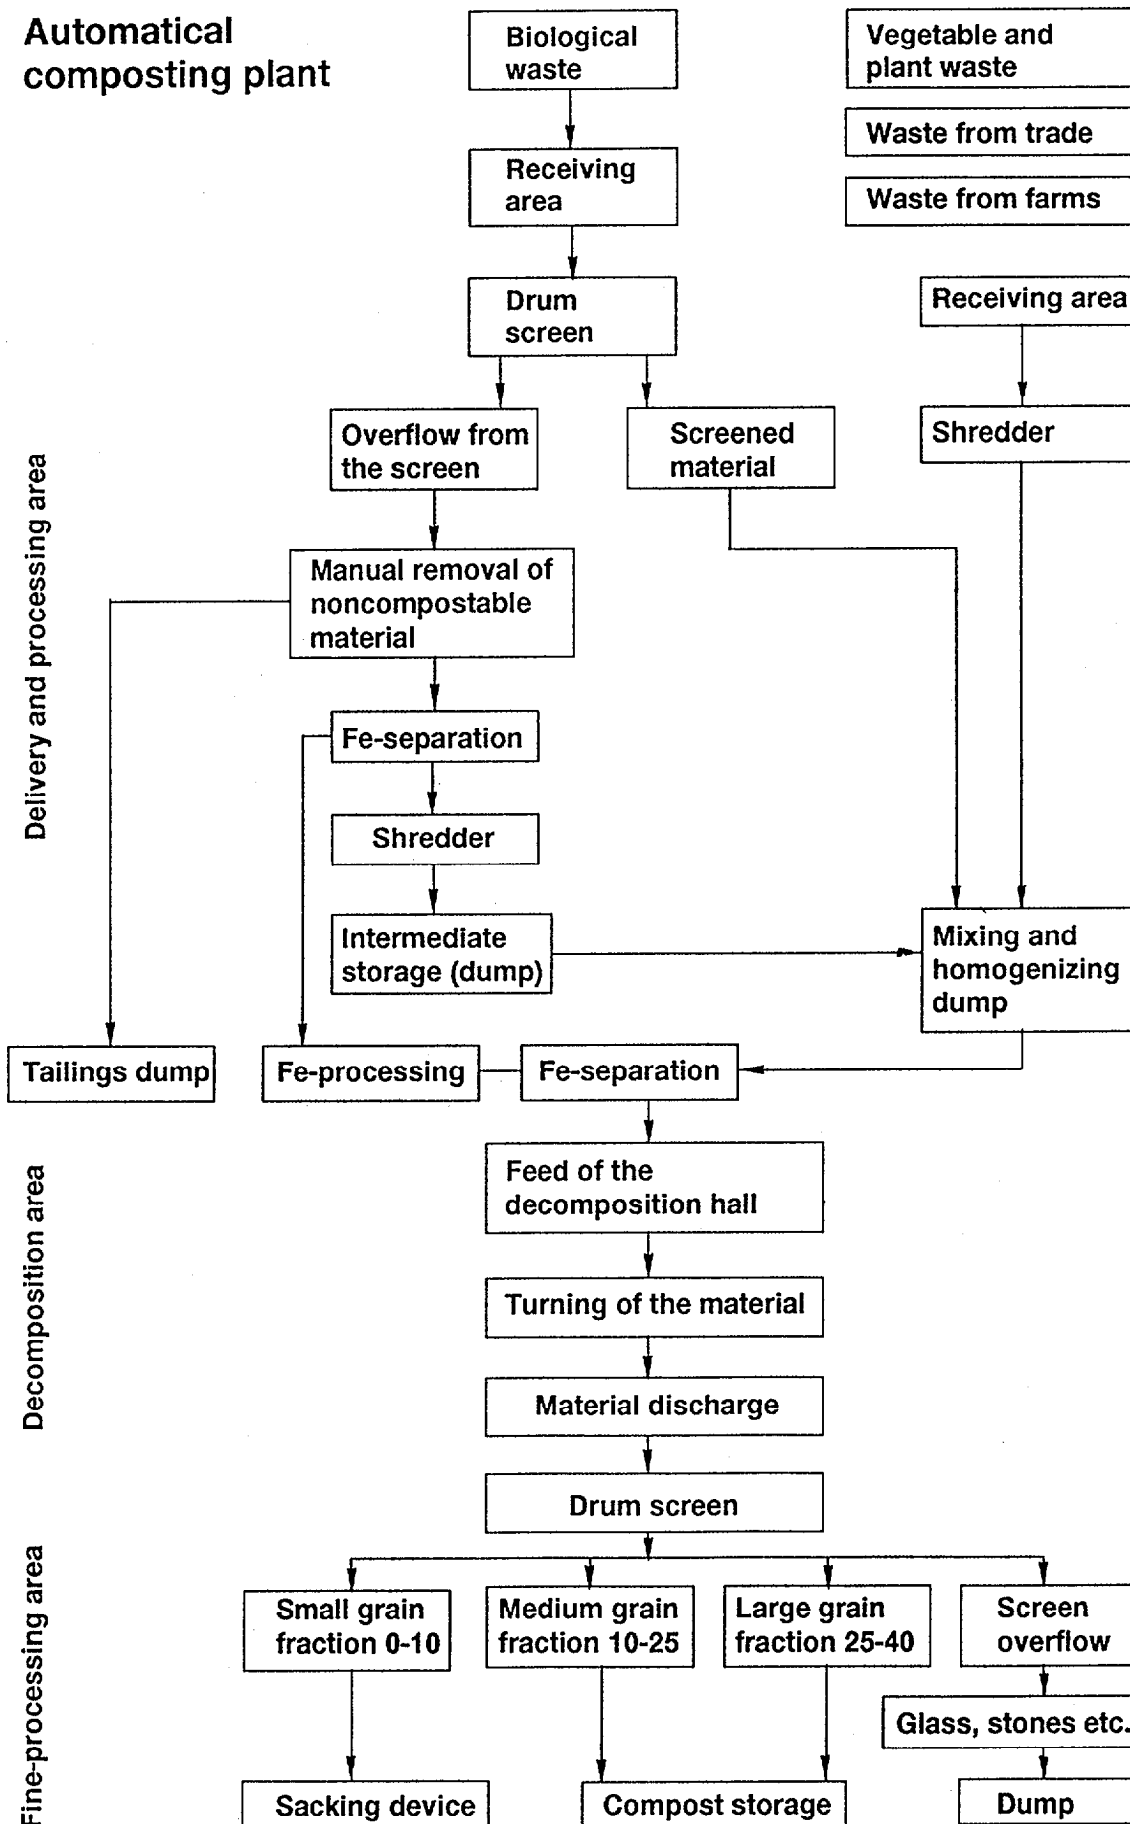 Automatical
composting plant
Biological
waste
Vegetable and
plant waste
Waste from trade
Waste from farms
Receiving
area
Drum
screen
Receiving area
Overflow from
the screen
Screened
material
Shredder
Delivery and processing area
Manual removal of
noncompostable
material
Fe-separation
Shredder
Intermediate
storage (dump)
Mixing and
homogenizing
dump
Tailings dump
Fe-processing
Fe-separation
Decomposition area
Feed of the
decomposition hall
Turning of the material
Material discharge
Drum screen
Fine-processing area
Small grain
fraction 0-10
Medium grain
fraction 10-25
Large grain
fraction 25-40
Screen
overflow
Glass, stones etc.
Sacking device
Compost storage
Dump